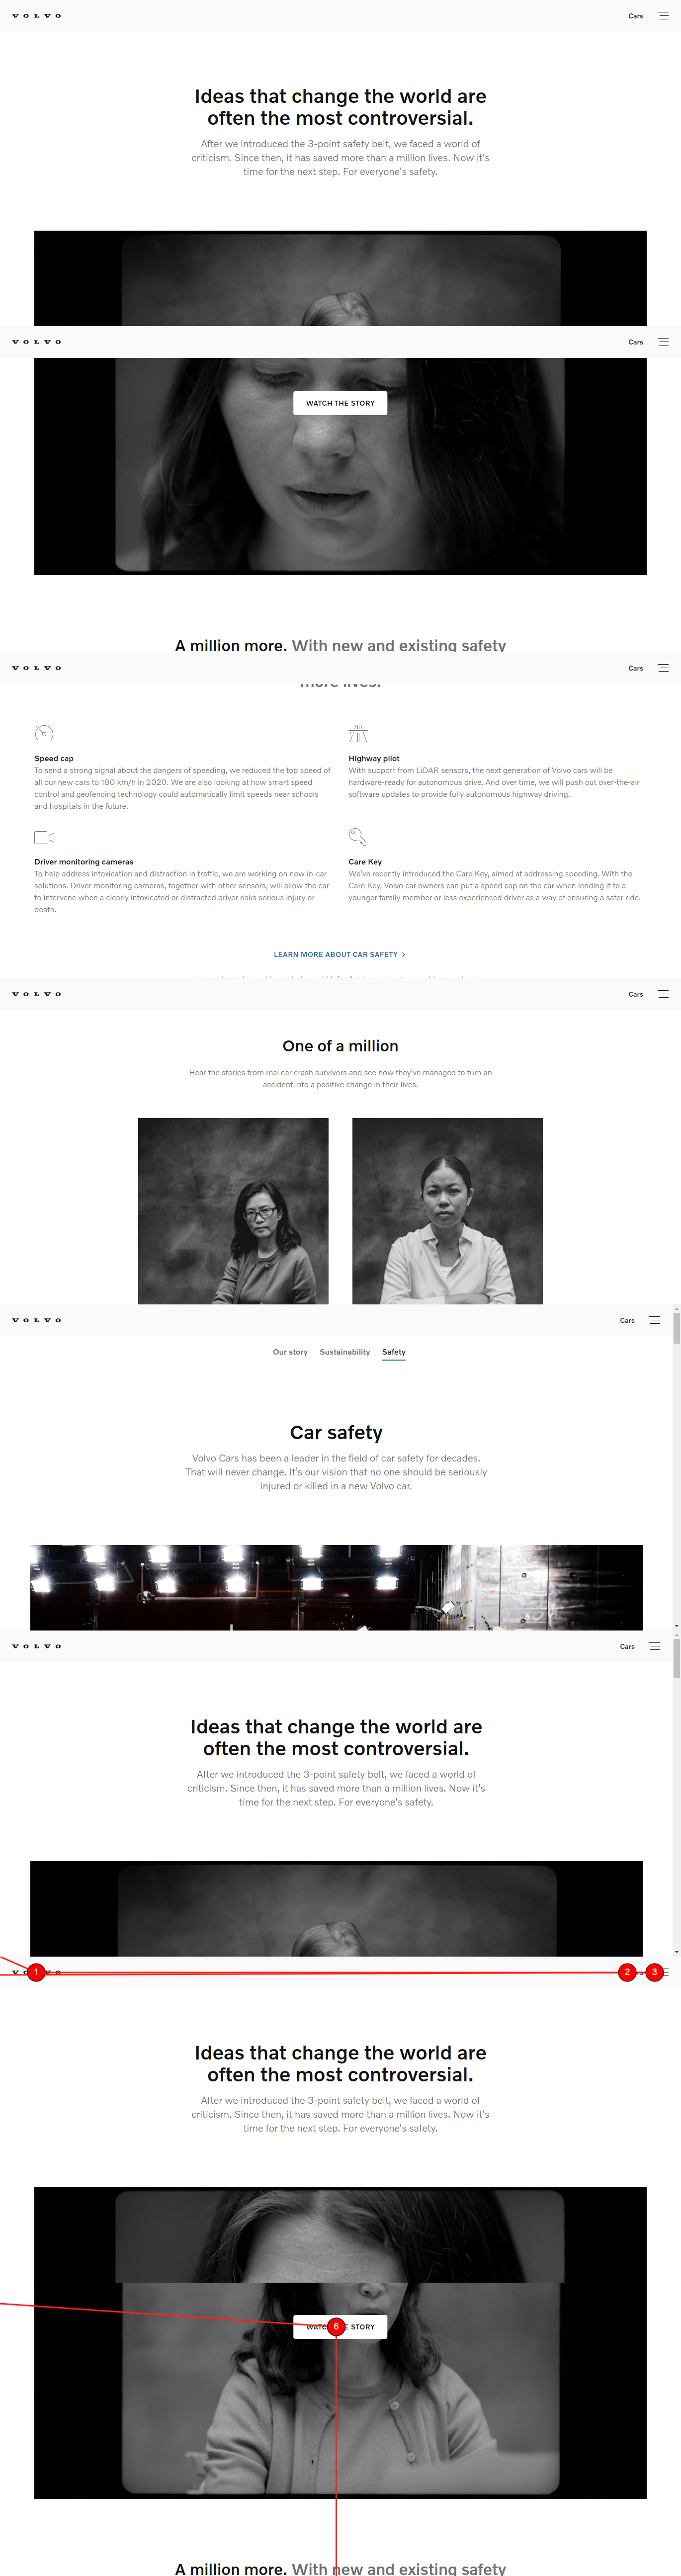 VOLVO
Cars
Ideas that change the world are
often the most controversial.
After we introduced the 3-point safety belt, we faced a world of
criticism. Since then, it has saved more than a million lives. Now it's
time for the next step. For everyone's safety.
VOLVO
Cars
WATCH THE STORY
A million more. With new and existing safety
VOLVO
Cars
more lives.
Speed cap
To send a strong signal about the dangers of speeding, we reduced the top speed of
all our new cars to 180 km/h in 2020. We are also looking at how smart speed
control and geofencing technology could automatically limit speeds near schools
and hospitals in the future.
Highway pilot
With support from LiDAR sensors, the next generation of Volvo cars will be
hardware-ready for autonomous drive. And over time, we will push out over-the-air
software updates to provide fully autonomous highway driving.
Driver monitoring cameras
To help address intoxication and distraction in traffic, we are working on new in-car
solutions. Driver monitoring cameras, together with other sensors, will allow the car
to intervene when a clearly intoxicated or distracted driver risks serious injury or
death.
Care Key
We've recently introduced the Care Key, aimed at addressing speeding. With the
Care Key, Volvo car owners can put a speed cap on the car when lending it to a
younger family member or less experienced driver as a way of ensuring a safer ride.
LEARN MORE ABOUT CAR SAFETY
VOLVO
Cars
One of a million
Hear the stories from real car crash survivors and see how they've managed to turn an
accident into a positive change in their lives.
VOLVO
Cars
Our story Sustainability Safety
Car safety
Volvo Cars has been a leader in the field of car safety for decades.
That will never change. It's our vision that no one should be seriously
injured or killed in a new Volvo car.
VOLVO
Cars
Ideas that change the world are
often the most controversial.
After we introduced the 3-point safety belt, we faced a world of
criticism. Since then, it has saved more than a million lives. Now it's
time for the next step. For everyone's safety.
1
2
3
Ideas that change the world are
often the most controversial.
After we introduced the 3-point safety belt, we faced a world of
criticism. Since then, it has saved more than a million lives. Now it's
time for the next step. For everyone's safety.
6 STORY
A million more. With new and existing safety